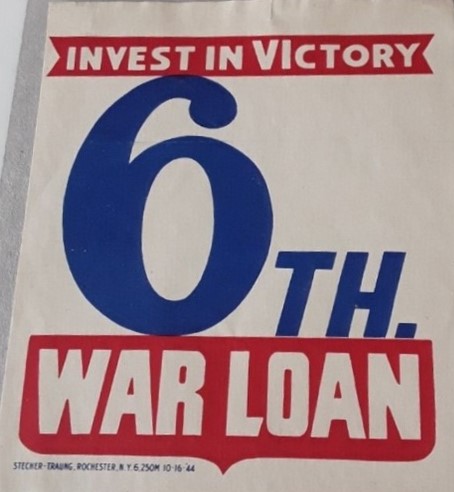 INVEST IN VICTORY
6TH.
WAR LOAN
STECHER-TRAUNG, ROCHESTER, N.Y. 6,250M 10-16-44